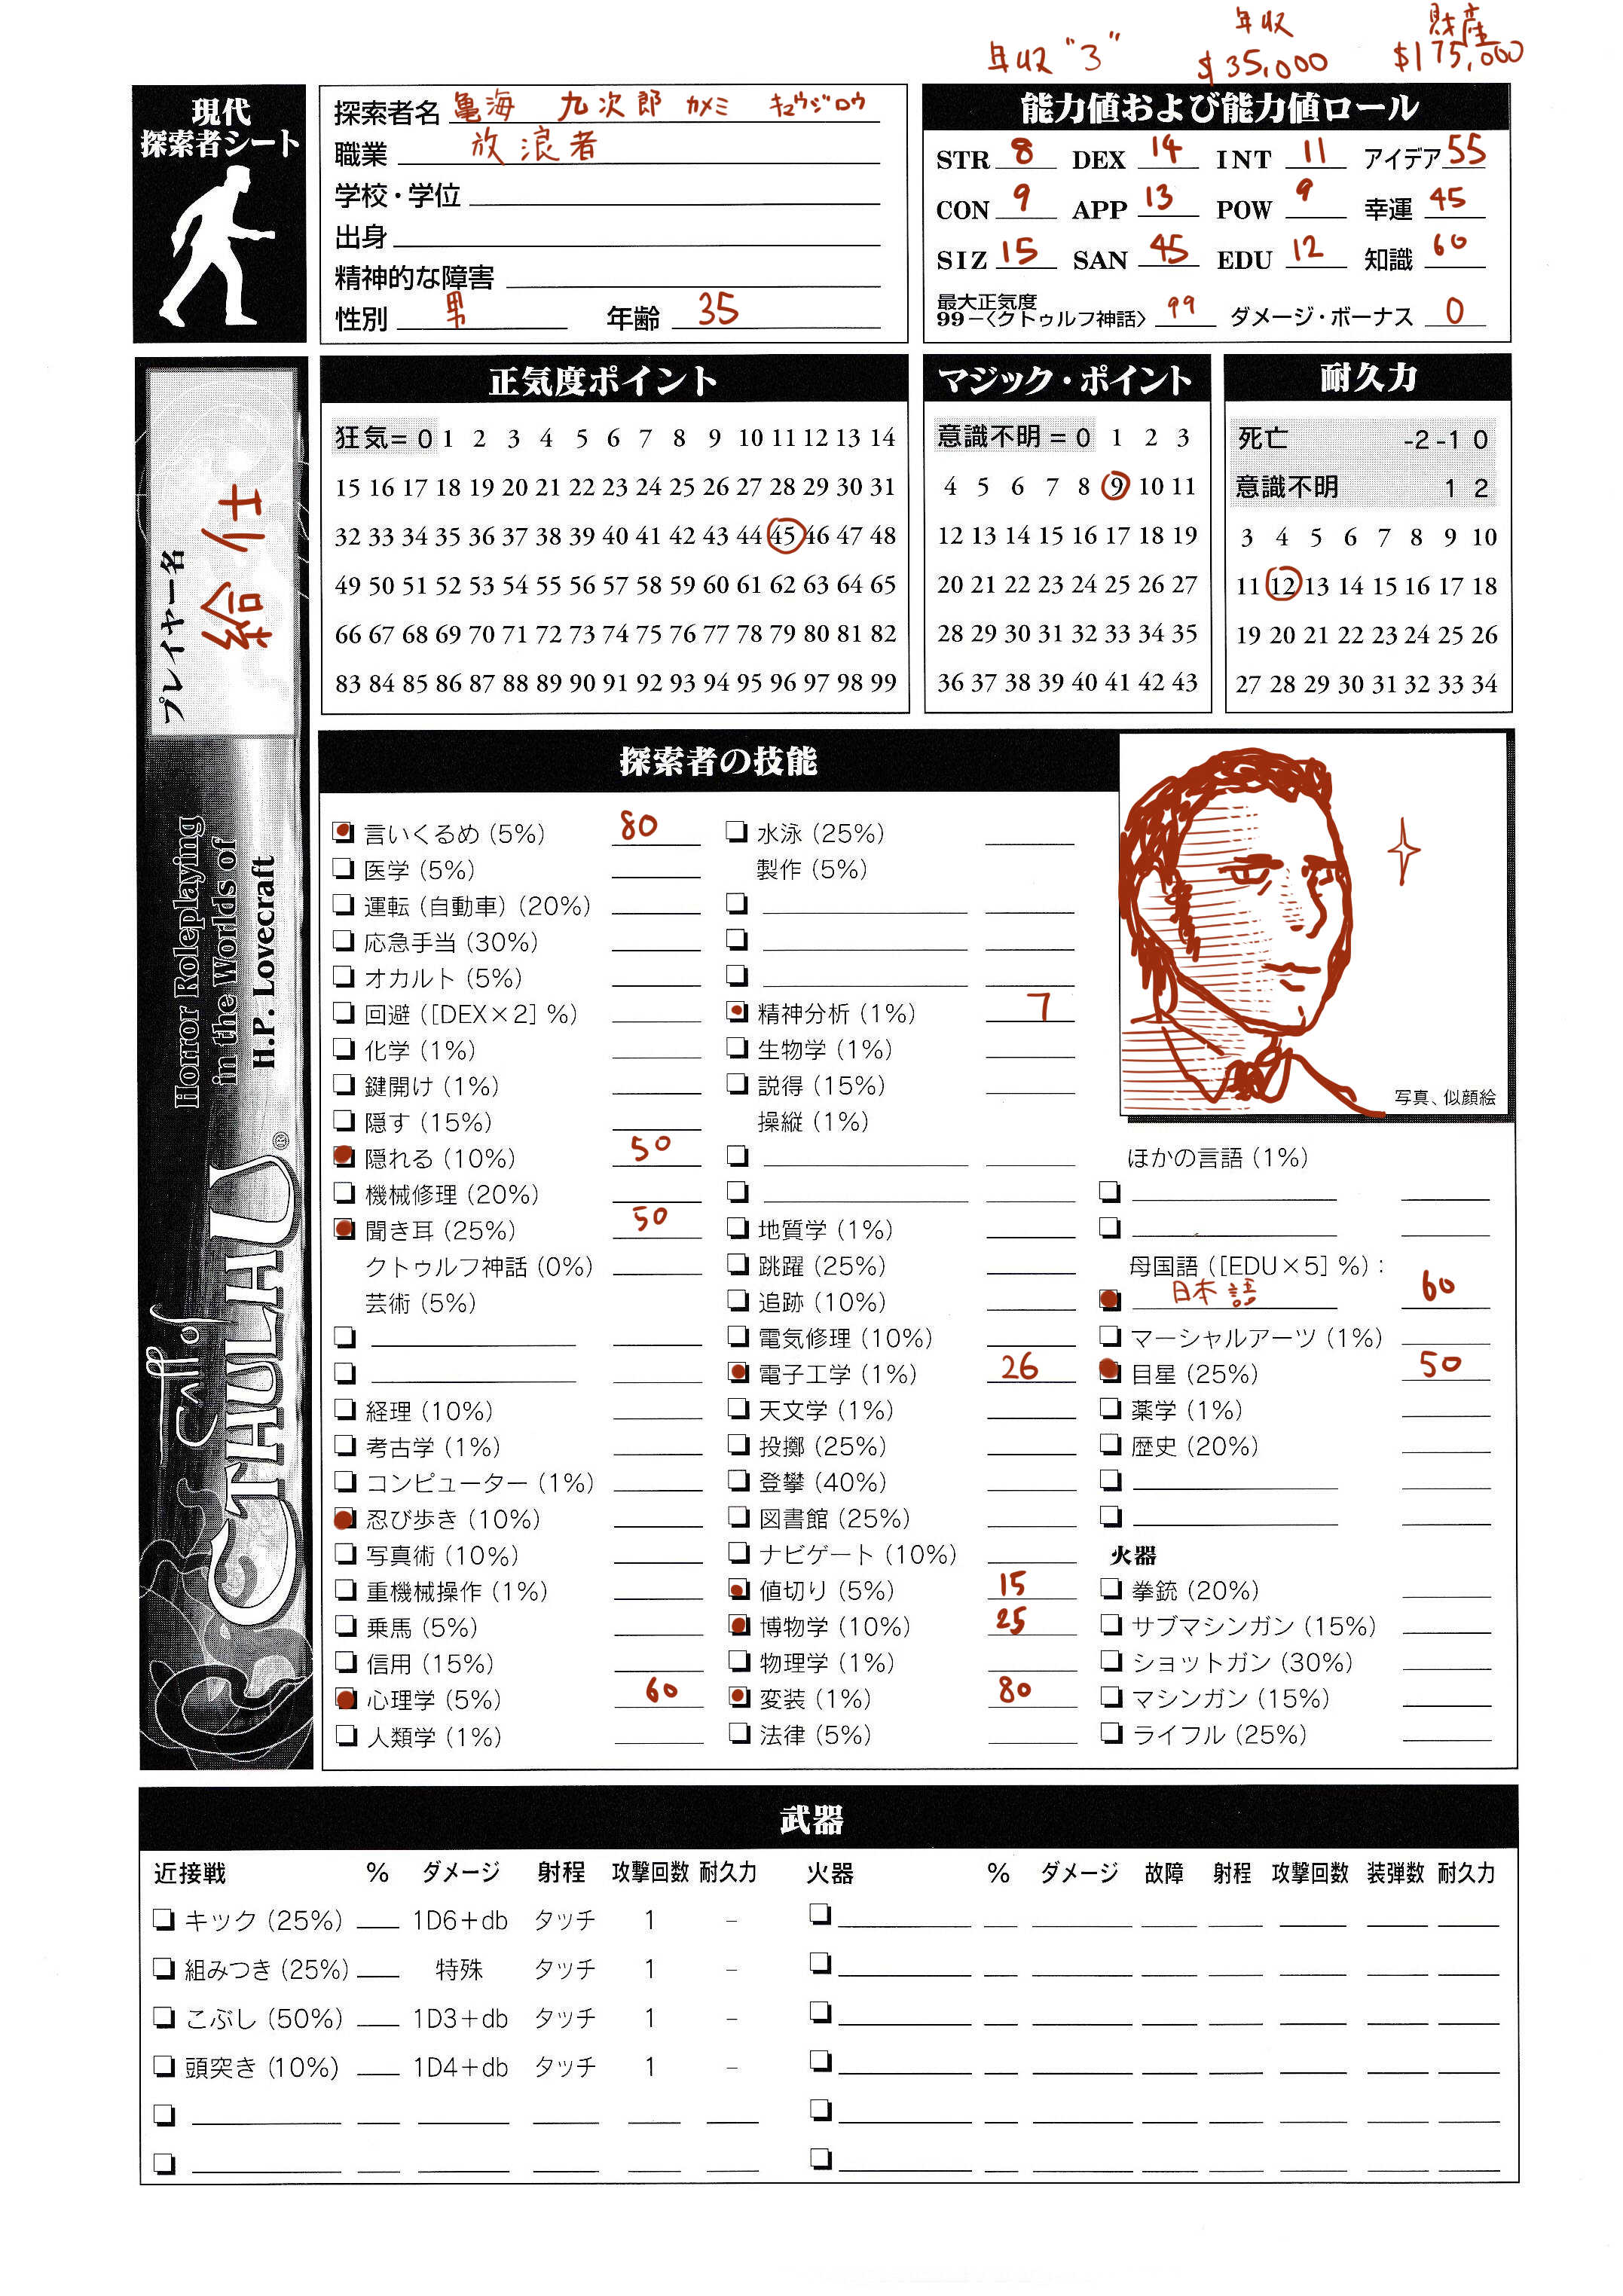 年収"3" 年収 $35,000 財産 $175,000
現代
探索者シート
探索者名 亀海 九次郎 カメミ キュウジロウ
職業 放浪者
学校・学位
出身
精神的な障害
性別 男 年齢 35
能力値および能力値ロール
STR 8 DEX 14 INT 11 アイデア 55
CON 9 APP 13 POW 9 幸運 45
SIZ 15 SAN 45 EDU 12 知識 60
最大正気度
99-〈クトゥルフ神話〉 99 ダメージ・ボーナス 0
プレイヤー名
Horror Roleplaying
in the Worlds of
H.P. Lovecraft
Call of
CTHULHU®
正気度ポイント
狂気= 0 1 2 3 4 5 6 7 8 9 10 11 12 13 14
15 16 17 18 19 20 21 22 23 24 25 26 27 28 29 30 31
32 33 34 35 36 37 38 39 40 41 42 43 44 45 46 47 48
49 50 51 52 53 54 55 56 57 58 59 60 61 62 63 64 65
66 67 68 69 70 71 72 73 74 75 76 77 78 79 80 81 82
83 84 85 86 87 88 89 90 91 92 93 94 95 96 97 98 99
マジック・ポイント
意識不明 = 0 1 2 3
4 5 6 7 8 9 10 11
12 13 14 15 16 17 18 19
20 21 22 23 24 25 26 27
28 29 30 31 32 33 34 35
36 37 38 39 40 41 42 43
耐久力
死亡 -2 -1 0
意識不明 1 2
3 4 5 6 7 8 9 10
11 12 13 14 15 16 17 18
19 20 21 22 23 24 25 26
27 28 29 30 31 32 33 34
探索者の技能
言いくるめ (5%) 80
医学 (5%)
運転 (自動車) (20%)
応急手当 (30%)
オカルト (5%)
回避 ([DEX×2] %)
化学 (1%)
鍵開け (1%)
隠す (15%)
隠れる (10%) 50
機械修理 (20%)
聞き耳 (25%) 50
クトゥルフ神話 (0%)
芸術 (5%)
経理 (10%)
考古学 (1%)
コンピューター (1%)
忍び歩き (10%)
写真術 (10%)
重機械操作 (1%)
乗馬 (5%)
信用 (15%)
心理学 (5%) 60
人類学 (1%)
水泳 (25%)
製作 (5%)
精神分析 (1%) 7
生物学 (1%)
説得 (15%)
操縦 (1%)
地質学 (1%)
跳躍 (25%)
追跡 (10%)
電気修理 (10%)
電子工学 (1%) 26
天文学 (1%)
投擲 (25%)
登攀 (40%)
図書館 (25%)
ナビゲート (10%)
値切り (5%) 15
博物学 (10%) 25
物理学 (1%)
変装 (1%) 80
法律 (5%)
写真、似顔絵
ほかの言語 (1%)
母国語 ([EDU×5] %) :
日本語 60
マーシャルアーツ (1%)
目星 (25%) 50
薬学 (1%)
歴史 (20%)
火器
拳銃 (20%)
サブマシンガン (15%)
ショットガン (30%)
マシンガン (15%)
ライフル (25%)
武器
近接戦 % ダメージ 射程 攻撃回数 耐久力
キック (25%) 1D6+db タッチ 1 -
組みつき (25%) 特殊 タッチ 1 -
こぶし (50%) 1D3+db タッチ 1 -
頭突き (10%) 1D4+db タッチ 1 -
火器 % ダメージ 故障 射程 攻撃回数 装弾数 耐久力